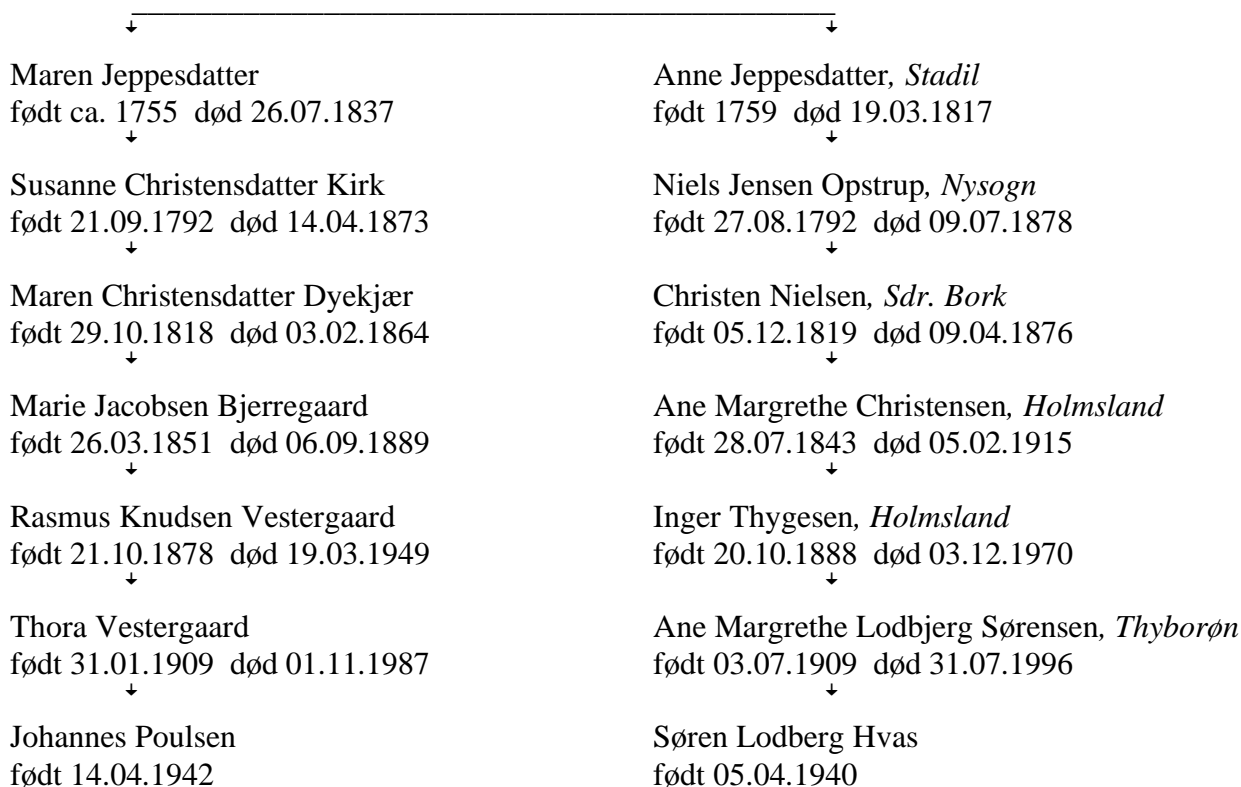 Maren Jeppesdatter
født ca. 1755 død 26.07.1837
Susanne Christensdatter Kirk
født 21.09.1792 død 14.04.1873
Maren Christensdatter Dyekjær
født 29.10.1818 død 03.02.1864
Marie Jacobsen Bjerregaard
født 26.03.1851 død 06.09.1889
Rasmus Knudsen Vestergaard
født 21.10.1878 død 19.03.1949
Thora Vestergaard
født 31.01.1909 død 01.11.1987
Johannes Poulsen
født 14.04.1942
Anne Jeppesdatter, Stadil
født 1759 død 19.03.1817
Niels Jensen Opstrup, Nysogn
født 27.08.1792 død 09.07.1878
Christen Nielsen, Sdr. Bork
født 05.12.1819 død 09.04.1876
Ane Margrethe Christensen, Holmsland
født 28.07.1843 død 05.02.1915
Inger Thygesen, Holmsland
født 20.10.1888 død 03.12.1970
Ane Margrethe Lodbjerg Sørensen, Thyborøn
født 03.07.1909 død 31.07.1996
Søren Lodberg Hvas
født 05.04.1940